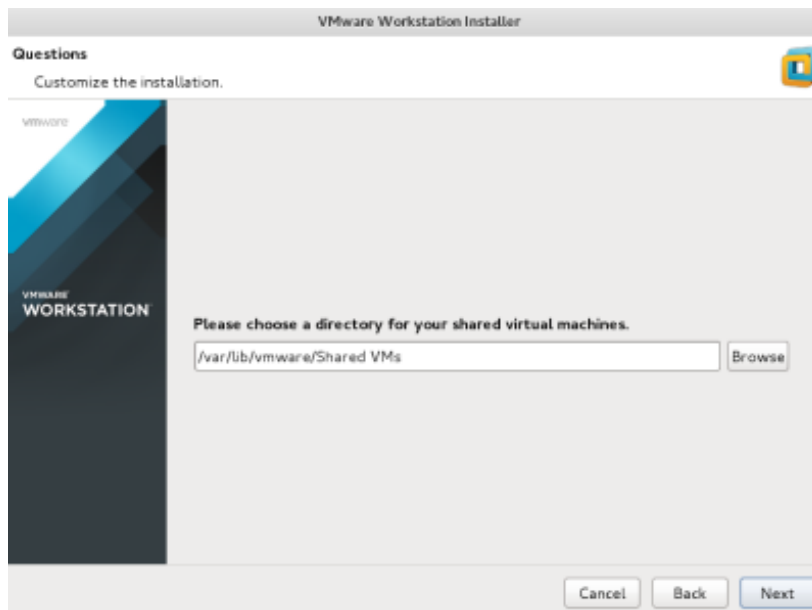 VMware Workstation Installer
Questions
Customize the installation.
vmware
VMWARE
WORKSTATION
Please choose a directory for your shared virtual machines.
/var/lib/vmware/Shared VMs
Browse
Cancel
Back
Next